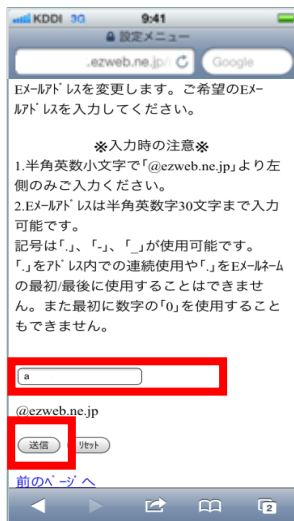 KDDI 3G 9:41
設定メニュー
.ezweb.ne.jp/ Google
Eメールアドレスを変更します。ご希望のEメー
ルアドレスを入力してください。
※入力時の注意※
1.半角英数小文字で｢@ezweb.ne.jp｣より左
側のみご入力ください。
2.Eメールアドレスは半角英数字30文字まで入力
可能です。
記号は｢.｣、｢-｣、｢_｣が使用可能です。
｢.｣をアドレス内での連続使用や｢.｣をEメールネーム
の最初/最後に使用することはできませ
ん。また最初に数字の｢0｣を使用すること
もできません。
a
@ezweb.ne.jp
送信 リセット
前のページへ
2